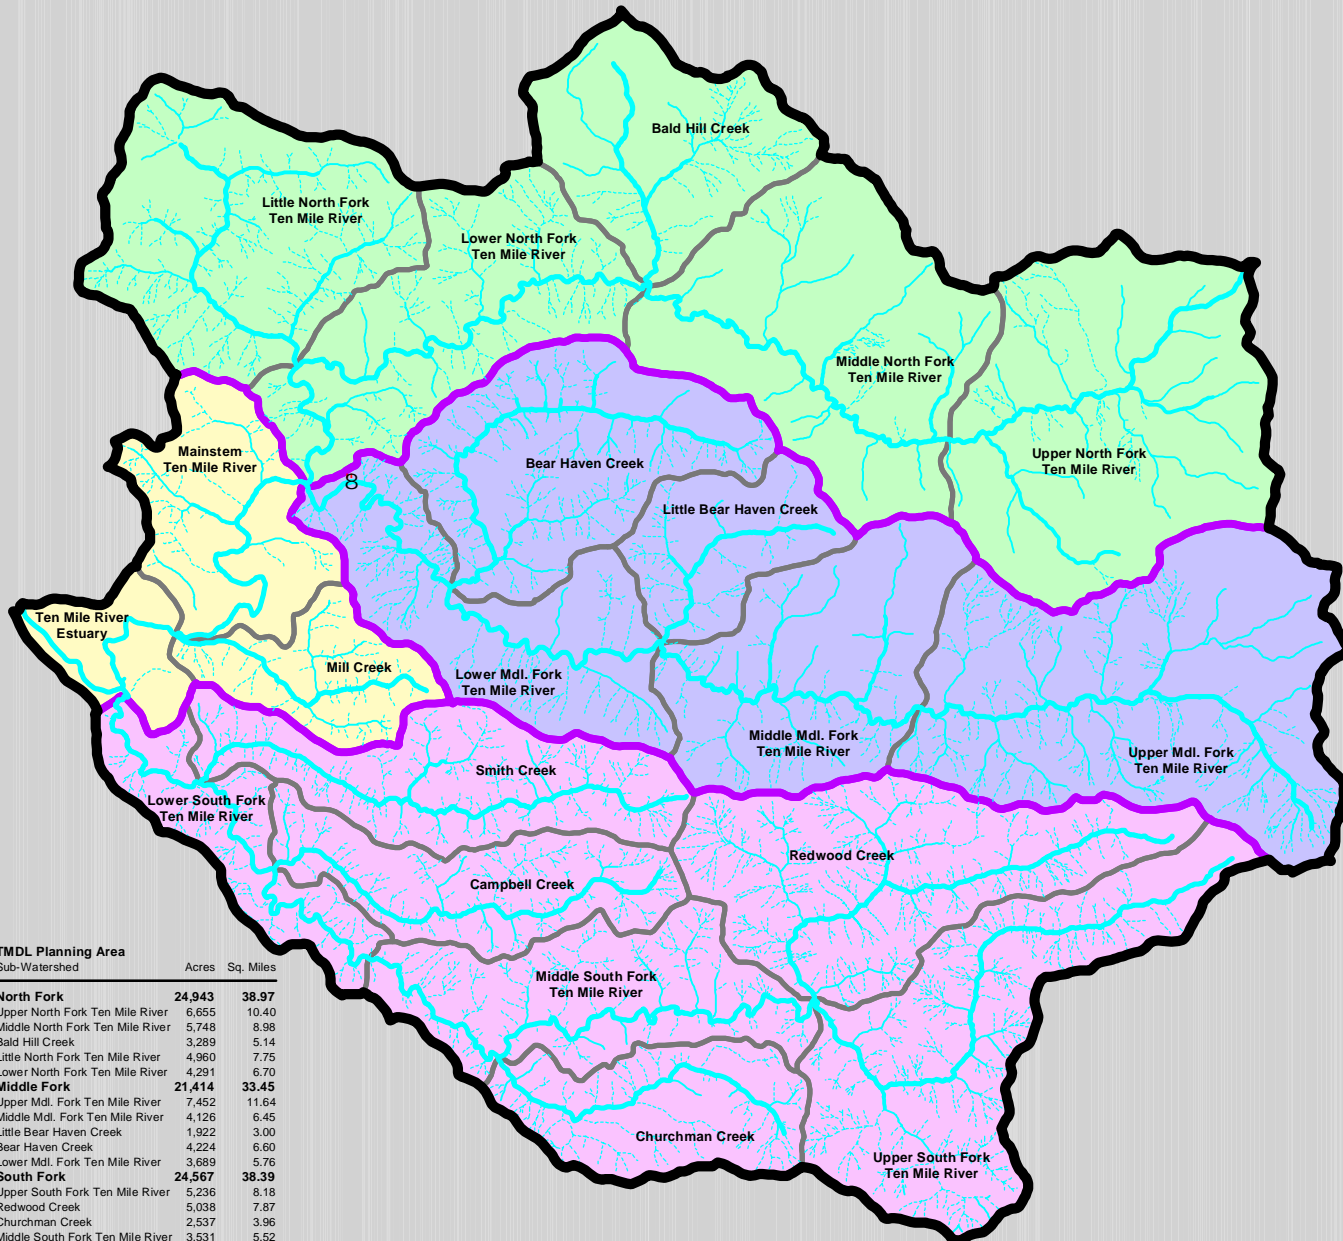 Bald Hill Creek
Little North Fork
Ten Mile River
Lower North Fork
Ten Mile River
Middle North Fork
Ten Mile River
Upper North Fork
Ten Mile River
Mainstem
Ten Mile River
Bear Haven Creek
8
Little Bear Haven Creek
Ten Mile River
Estuary
Mill Creek
Lower Mdl. Fork
Ten Mile River
Middle Mdl. Fork
Ten Mile River
Upper Mdl. Fork
Ten Mile River
Smith Creek
Lower South Fork
Ten Mile River
Redwood Creek
Campbell Creek
Middle South Fork
Ten Mile River
Churchman Creek
Upper South Fork
Ten Mile River
TMDL Planning Area
Sub-Watershed Acres Sq. Miles
North Fork 24,943 38.97
Upper North Fork Ten Mile River 6,655 10.40
Middle North Fork Ten Mile River 5,748 8.98
Bald Hill Creek 3,289 5.14
Little North Fork Ten Mile River 4,960 7.75
Lower North Fork Ten Mile River 4,291 6.70
Middle Fork 21,414 33.45
Upper Mdl. Fork Ten Mile River 7,452 11.64
Middle Mdl. Fork Ten Mile River 4,126 6.45
Little Bear Haven Creek 1,922 3.00
Bear Haven Creek 4,224 6.60
Lower Mdl. Fork Ten Mile River 3,689 5.76
South Fork 24,567 38.39
Upper South Fork Ten Mile River 5,236 8.18
Redwood Creek 5,038 7.87
Churchman Creek 2,537 3.96
Middle South Fork Ten Mile River 3,531 5.52